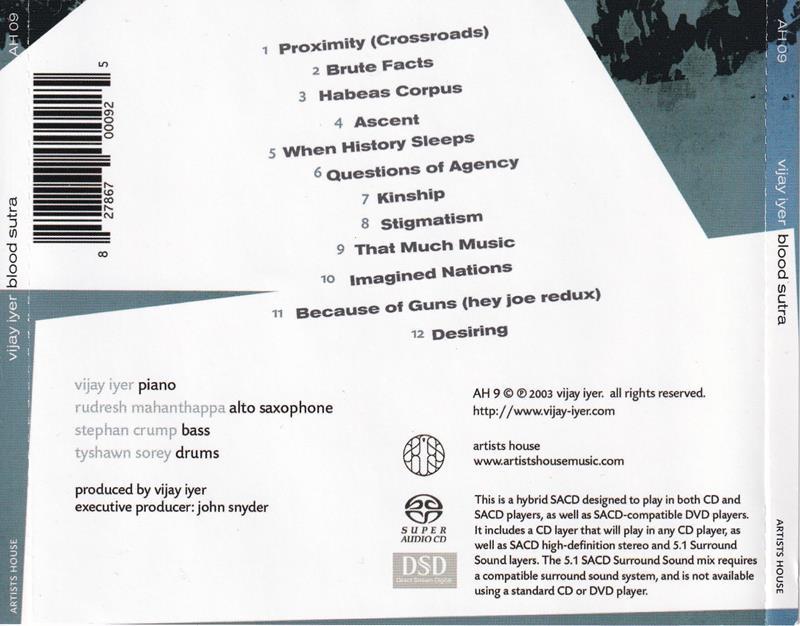 AH 09
vijay iyer blood sutra
ARTISTS HOUSE
8 27867 00092 5
1 Proximity (Crossroads)
2 Brute Facts
3 Habeas Corpus
4 Ascent
5 When History Sleeps
6 Questions of Agency
7 Kinship
8 Stigmatism
9 That Much Music
10 Imagined Nations
11 Because of Guns (hey joe redux)
12 Desiring
vijay iyer piano
rudresh mahanthappa alto saxophone
stephan crump bass
tyshawn sorey drums
produced by vijay iyer
executive producer: john snyder
AH 9 © ℗ 2003 vijay iyer. all rights reserved.
http://www.vijay-iyer.com
artists house
www.artistshousemusic.com
SUPER
AUDIO CD
DSD
Direct Stream Digital
This is a hybrid SACD designed to play in both CD and
SACD players, as well as SACD-compatible DVD players.
It includes a CD layer that will play in any CD player, as
well as SACD high-definition stereo and 5.1 Surround
Sound layers. The 5.1 SACD Surround Sound mix requires
a compatible surround sound system, and is not available
using a standard CD or DVD player.
AH 09
vijay iyer blood sutra
ARTISTS HOUSE